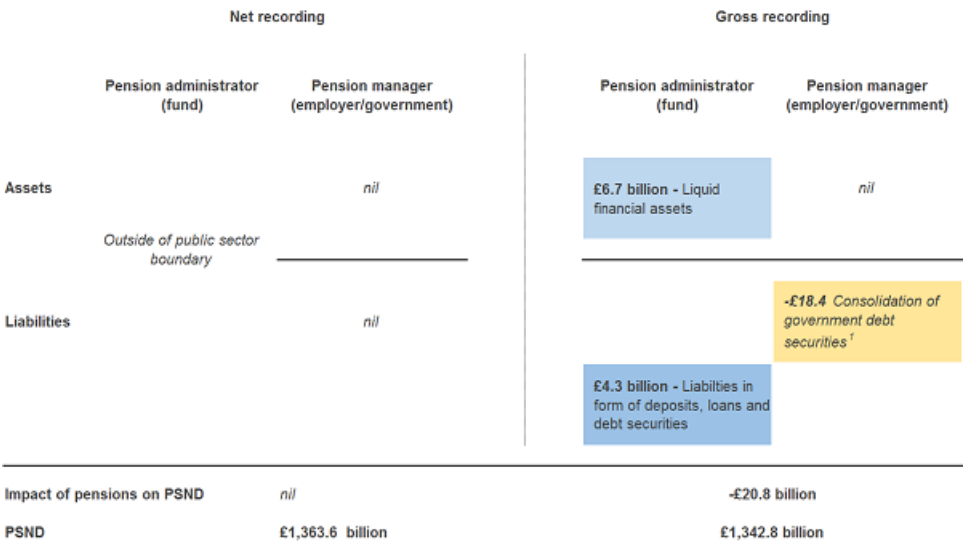 Net recording
Gross recording
Pension administrator
(fund)
Pension manager
(employer/government)
Pension administrator
(fund)
Pension manager
(employer/government)
Assets
nil
£6.7 billion - Liquid
financial assets
nil
Outside of public sector
boundary
Liabilities
nil
-£18.4 Consolidation of
government debt
securities¹
£4.3 billion - Liabilties in
form of deposits, loans and
debt securities
Impact of pensions on PSND
nil
-£20.8 billion
PSND
£1,363.6 billion
£1,342.8 billion